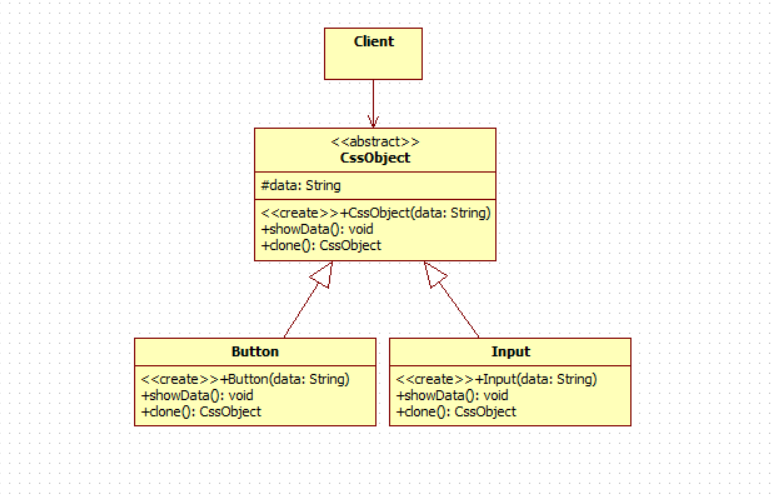 Client
<<abstract>>
CssObject
#data: String
<<create>>+CssObject(data: String)
+showData(): void
+clone(): CssObject
Button
<<create>>+Button(data: String)
+showData(): void
+clone(): CssObject
Input
<<create>>+Input(data: String)
+showData(): void
+clone(): CssObject